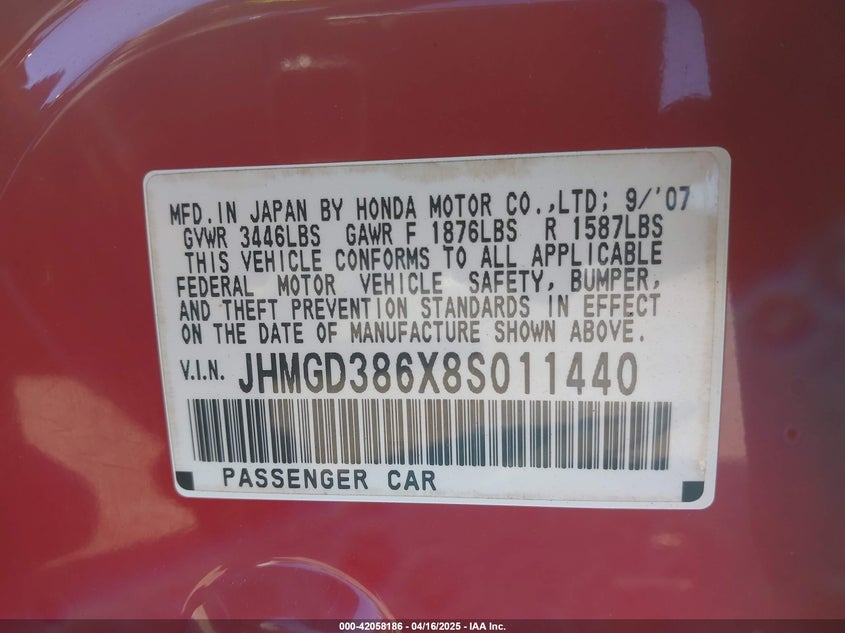 MFD.IN JAPAN BY HONDA MOTOR CO.,LTD; 9/'07
GVWR 3446LBS GAWR F 1876LBS R 1587LBS
THIS VEHICLE CONFORMS TO ALL APPLICABLE
FEDERAL MOTOR VEHICLE SAFETY, BUMPER,
AND THEFT PREVENTION STANDARDS IN EFFECT
ON THE DATE OF MANUFACTURE SHOWN ABOVE.
V.I.N. JHMGD386X8S011440
PASSENGER CAR
000-42058186 - 04/16/2025 - IAA Inc.